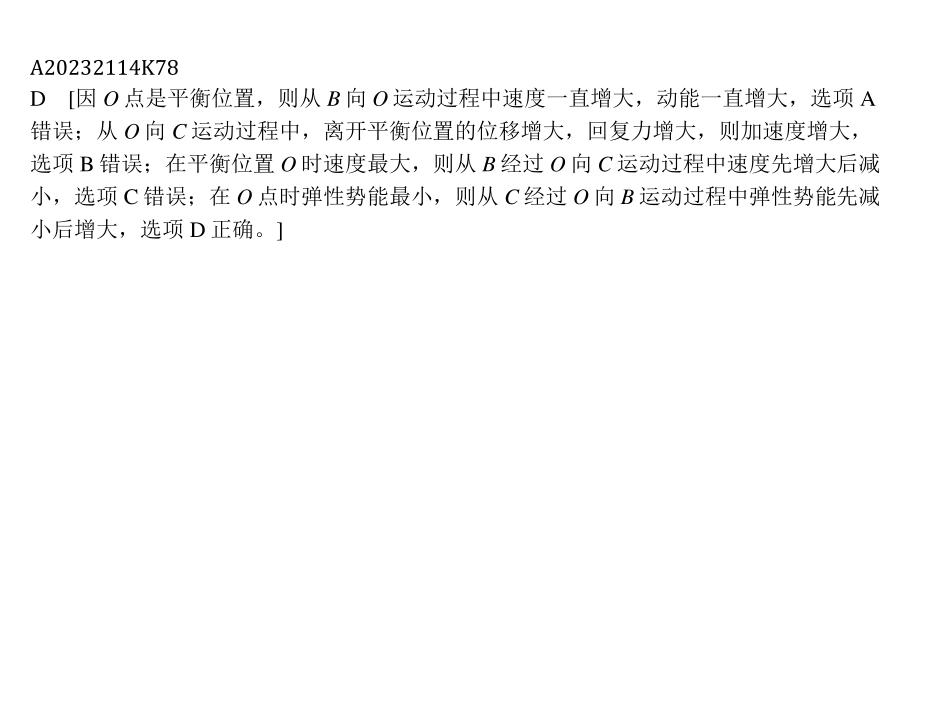 A20232114K78
D [因 O 点是平衡位置，则从 B 向 O 运动过程中速度一直增大，动能一直增大，选项 A
错误；从 O 向 C 运动过程中，离开平衡位置的位移增大，回复力增大，则加速度增大，
选项 B 错误；在平衡位置 O 时速度最大，则从 B 经过 O 向 C 运动过程中速度先增大后减
小，选项 C 错误；在 O 点时弹性势能最小，则从 C 经过 O 向 B 运动过程中弹性势能先减
小后增大，选项 D 正确。]